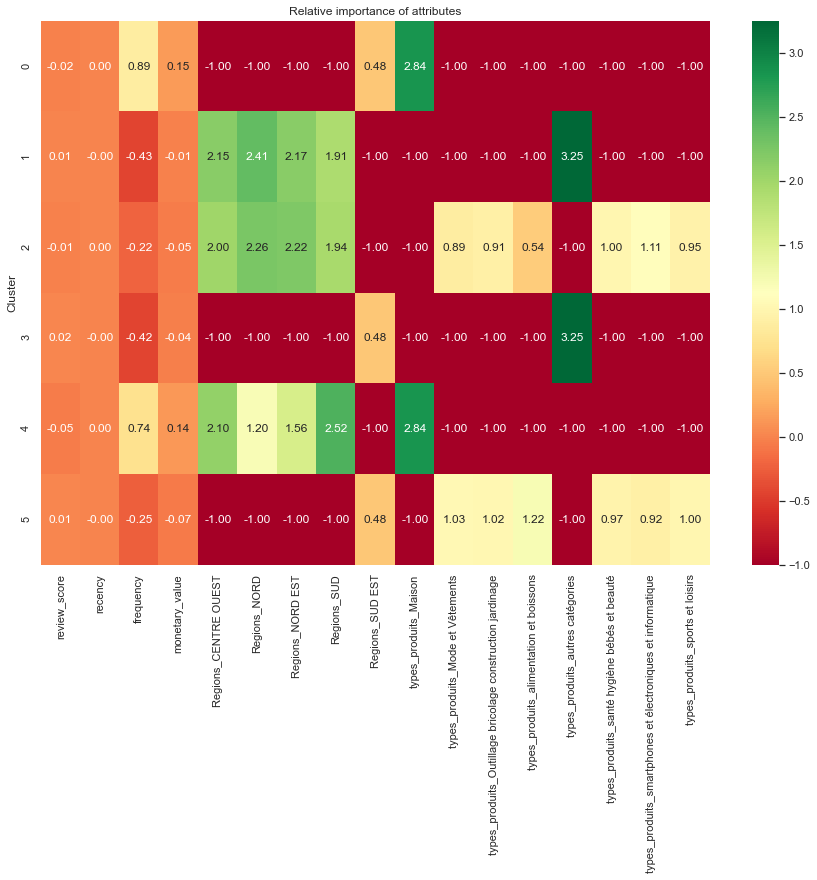 Relative importance of attributes
0 -0.02 0.00 0.89 0.15 -1.00 -1.00 -1.00 -1.00 0.48 2.84 -1.00 -1.00 -1.00 -1.00 -1.00 -1.00 -1.00
1 0.01 -0.00 -0.43 -0.01 2.15 2.41 2.17 1.91 -1.00 -1.00 -1.00 -1.00 -1.00 3.25 -1.00 -1.00 -1.00
2 -0.01 0.00 -0.22 -0.05 2.00 2.26 2.22 1.94 -1.00 -1.00 0.89 0.91 0.54 -1.00 1.00 1.11 0.95
3 0.02 -0.00 -0.42 -0.04 -1.00 -1.00 -1.00 -1.00 0.48 -1.00 -1.00 -1.00 -1.00 3.25 -1.00 -1.00 -1.00
4 -0.05 0.00 0.74 0.14 2.10 1.20 1.56 2.52 -1.00 2.84 -1.00 -1.00 -1.00 -1.00 -1.00 -1.00 -1.00
5 0.01 -0.00 -0.25 -0.07 -1.00 -1.00 -1.00 -1.00 0.48 -1.00 1.03 1.02 1.22 -1.00 0.97 0.92 1.00
Cluster
review_score
recency
frequency
monetary_value
Regions_CENTRE OUEST
Regions_NORD
Regions_NORD EST
Regions_SUD
Regions_SUD EST
types_produits_Maison
types_produits_Mode et Vêtements
types_produits_Outillage bricolage construction jardinage
types_produits_alimentation et boissons
types_produits_autres catégories
types_produits_santé hygiène bébés et beauté
types_produits_smartphones et électroniques et informatique
types_produits_sports et loisirs
3.0
2.5
2.0
1.5
1.0
0.5
0.0
−0.5
−1.0